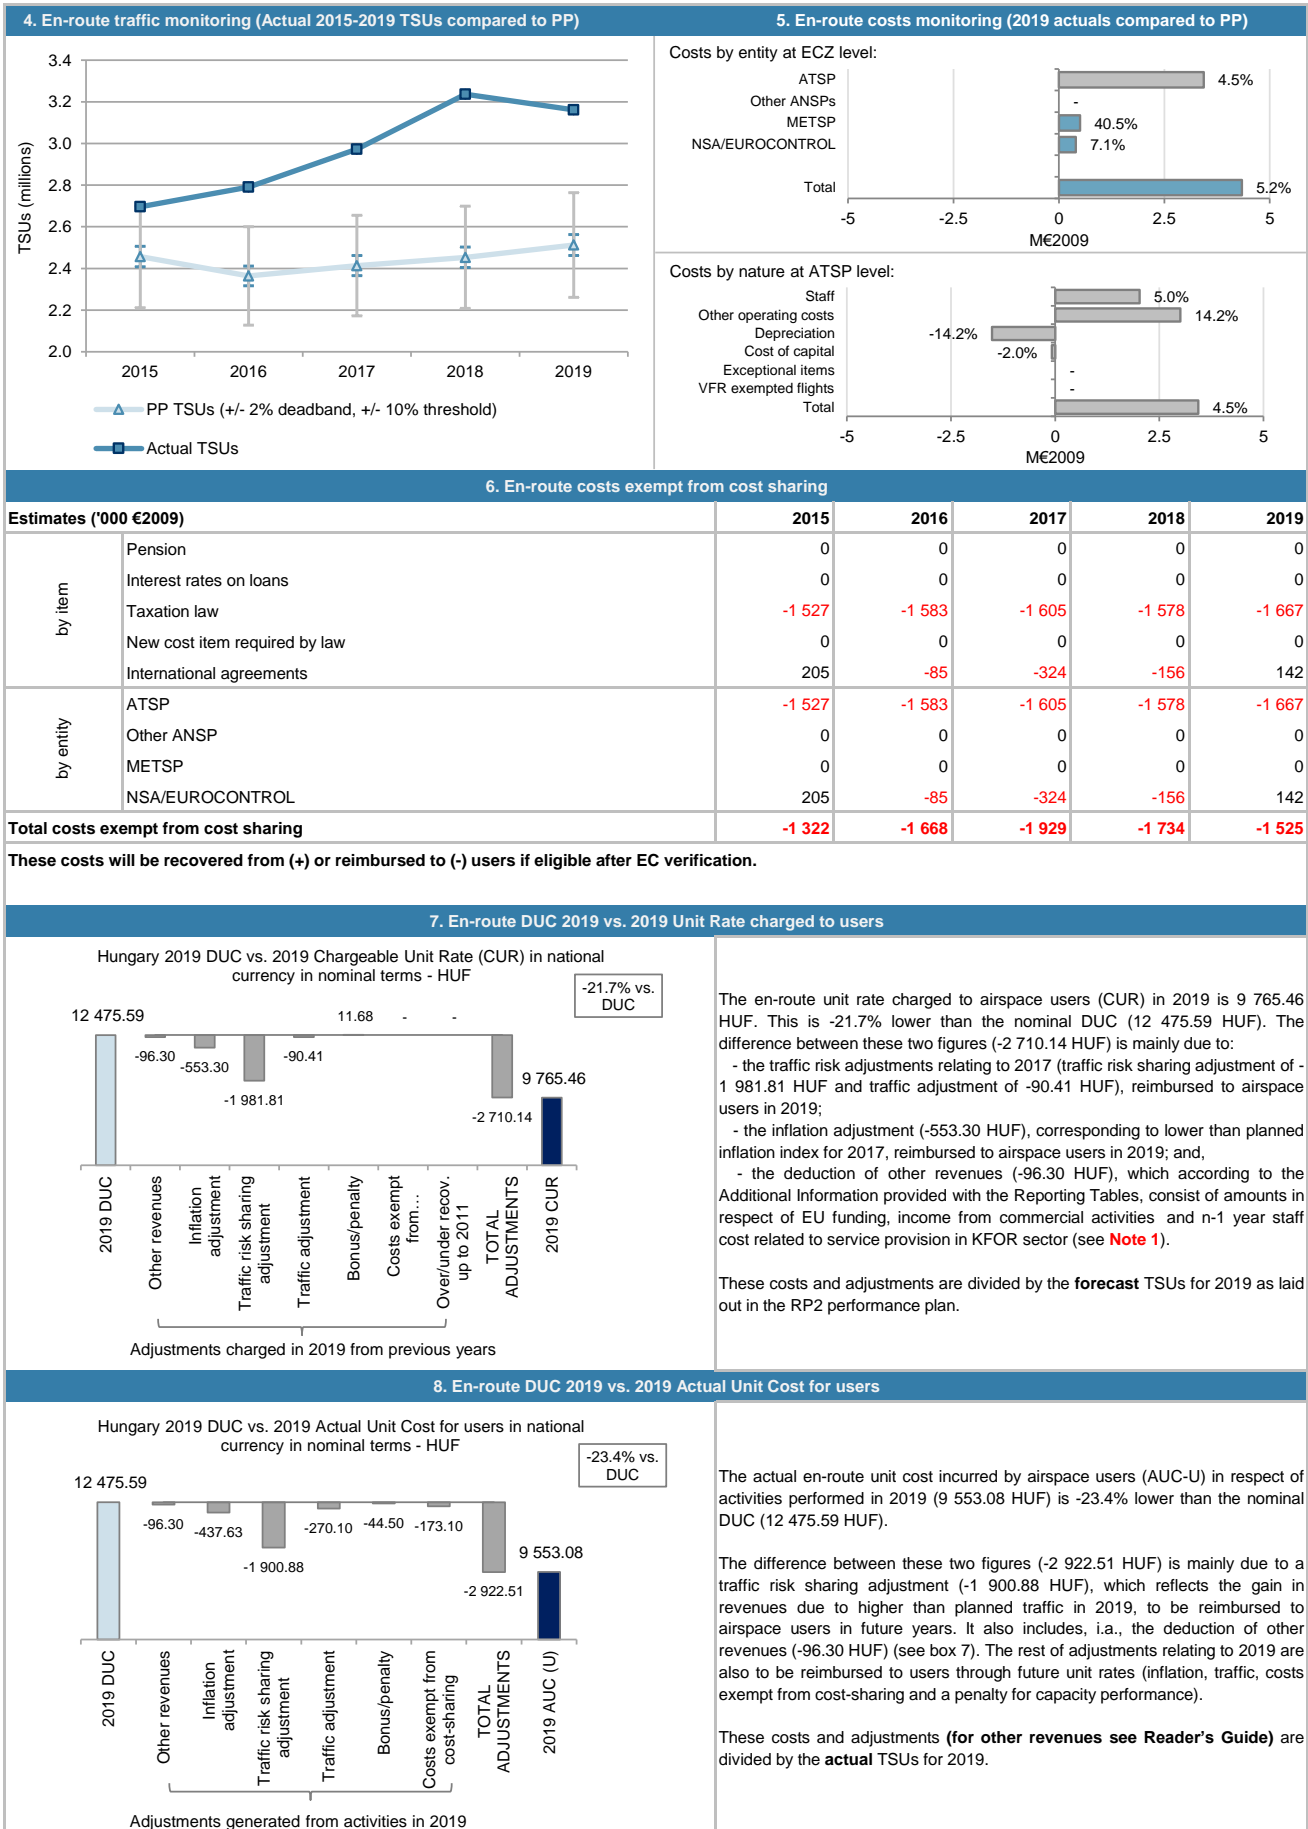 4. En-route traffic monitoring (Actual 2015-2019 TSUs compared to PP)
3.4
3.2
3.0
2.8
2.6
2.4
2.2
2.0
TSUs (millions)
2015 2016 2017 2018 2019
PP TSUs (+/- 2% deadband, +/- 10% threshold)
Actual TSUs
5. En-route costs monitoring (2019 actuals compared to PP)
Costs by entity at ECZ level:
ATSP 4.5%
Other ANSPs -
METSP 40.5%
NSA/EUROCONTROL 7.1%
Total 5.2%
-5 -2.5 0 2.5 5
M€2009
Costs by nature at ATSP level:
Staff 5.0%
Other operating costs 14.2%
Depreciation -14.2%
Cost of capital -2.0%
Exceptional items -
VFR exempted flights -
Total 4.5%
-5 -2.5 0 2.5 5
M€2009
6. En-route costs exempt from cost sharing
Estimates ('000 €2009) 2015 2016 2017 2018 2019
by item
Pension 0 0 0 0 0
Interest rates on loans 0 0 0 0 0
Taxation law -1 527 -1 583 -1 605 -1 578 -1 667
New cost item required by law 0 0 0 0 0
International agreements 205 -85 -324 -156 142
by entity
ATSP -1 527 -1 583 -1 605 -1 578 -1 667
Other ANSP 0 0 0 0 0
METSP 0 0 0 0 0
NSA/EUROCONTROL 205 -85 -324 -156 142
Total costs exempt from cost sharing -1 322 -1 668 -1 929 -1 734 -1 525
These costs will be recovered from (+) or reimbursed to (-) users if eligible after EC verification.
7. En-route DUC 2019 vs. 2019 Unit Rate charged to users
Hungary 2019 DUC vs. 2019 Chargeable Unit Rate (CUR) in national
currency in nominal terms - HUF
-21.7% vs.
DUC
12 475.59
-96.30
-553.30
-1 981.81
-90.41
11.68
-
-
-2 710.14
9 765.46
2019 DUC
Other revenues
Inflation
adjustment
Traffic risk sharing
adjustment
Traffic adjustment
Bonus/penalty
Costs exempt
from…
Over/under recov.
up to 2011
TOTAL
ADJUSTMENTS
2019 CUR
Adjustments charged in 2019 from previous years
The en-route unit rate charged to airspace users (CUR) in 2019 is 9 765.46
HUF. This is -21.7% lower than the nominal DUC (12 475.59 HUF). The
difference between these two figures (-2 710.14 HUF) is mainly due to:
- the traffic risk adjustments relating to 2017 (traffic risk sharing adjustment of -
1 981.81 HUF and traffic adjustment of -90.41 HUF), reimbursed to airspace
users in 2019;
- the inflation adjustment (-553.30 HUF), corresponding to lower than planned
inflation index for 2017, reimbursed to airspace users in 2019; and,
- the deduction of other revenues (-96.30 HUF), which according to the
Additional Information provided with the Reporting Tables, consist of amounts in
respect of EU funding, income from commercial activities and n-1 year staff
cost related to service provision in KFOR sector (see Note 1).
These costs and adjustments are divided by the forecast TSUs for 2019 as laid
out in the RP2 performance plan.
8. En-route DUC 2019 vs. 2019 Actual Unit Cost for users
Hungary 2019 DUC vs. 2019 Actual Unit Cost for users in national
currency in nominal terms - HUF
-23.4% vs.
DUC
12 475.59
-96.30
-437.63
-1 900.88
-270.10
-44.50
-173.10
-2 922.51
9 553.08
2019 DUC
Other revenues
Inflation
adjustment
Traffic risk sharing
adjustment
Traffic adjustment
Bonus/penalty
Costs exempt from
cost-sharing
TOTAL
ADJUSTMENTS
2019 AUC (U)
Adjustments generated from activities in 2019
The actual en-route unit cost incurred by airspace users (AUC-U) in respect of
activities performed in 2019 (9 553.08 HUF) is -23.4% lower than the nominal
DUC (12 475.59 HUF).
The difference between these two figures (-2 922.51 HUF) is mainly due to a
traffic risk sharing adjustment (-1 900.88 HUF), which reflects the gain in
revenues due to higher than planned traffic in 2019, to be reimbursed to
airspace users in future years. It also includes, i.a., the deduction of other
revenues (-96.30 HUF) (see box 7). The rest of adjustments relating to 2019 are
also to be reimbursed to users through future unit rates (inflation, traffic, costs
exempt from cost-sharing and a penalty for capacity performance).
These costs and adjustments (for other revenues see Reader's Guide) are
divided by the actual TSUs for 2019.